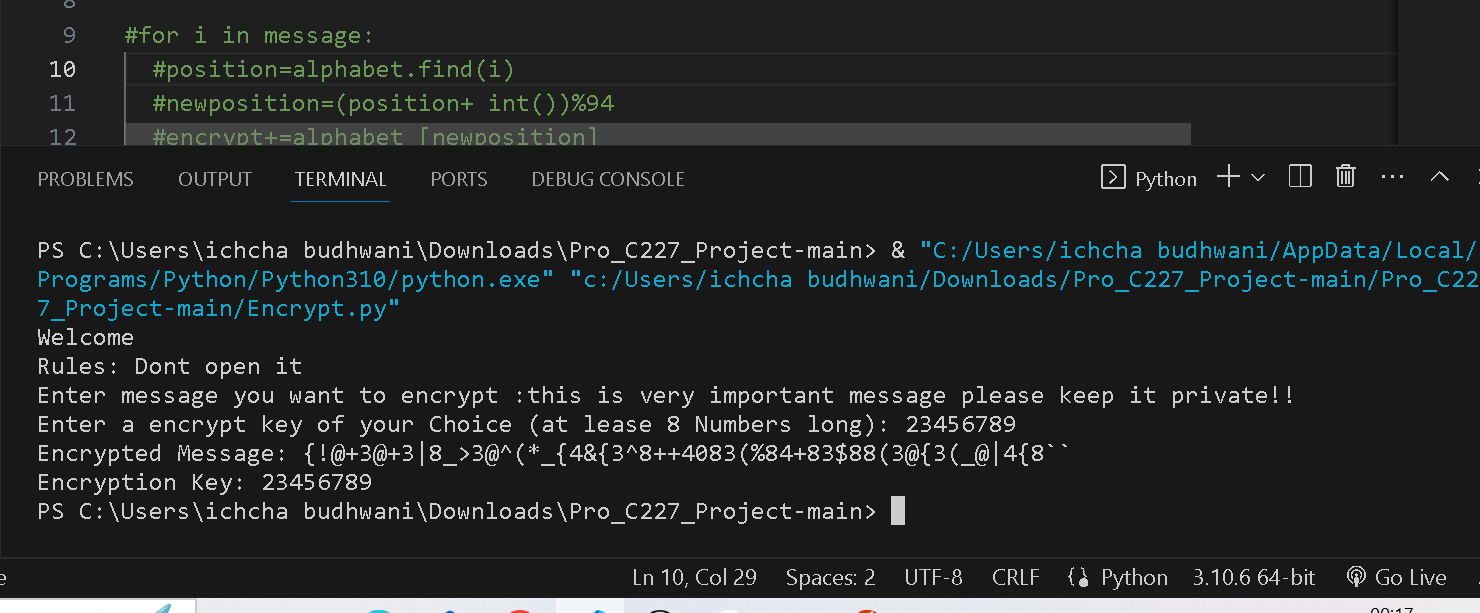 8
9 #for i in message:
10 #position=alphabet.find(i)
11 #newposition=(position+ int())%94
12 #encrypt+=alphabet [newposition]
PROBLEMS OUTPUT TERMINAL PORTS DEBUG CONSOLE Python
PS C:\Users\ichcha budhwani\Downloads\Pro_C227_Project-main> & "C:/Users/ichcha budhwani/AppData/Local/
Programs/Python/Python310/python.exe" "c:/Users/ichcha budhwani/Downloads/Pro_C227_Project-main/Pro_C22
7_Project-main/Encrypt.py"
Welcome
Rules: Dont open it
Enter message you want to encrypt :this is very important message please keep it private!!
Enter a encrypt key of your Choice (at lease 8 Numbers long): 23456789
Encrypted Message: {!@+3@+3|8_>3@^(*_{4&{3^8++4083(%84+83$88(3@{3(_@|4{8``
Encryption Key: 23456789
PS C:\Users\ichcha budhwani\Downloads\Pro_C227_Project-main>
Ln 10, Col 29 Spaces: 2 UTF-8 CRLF Python 3.10.6 64-bit Go Live